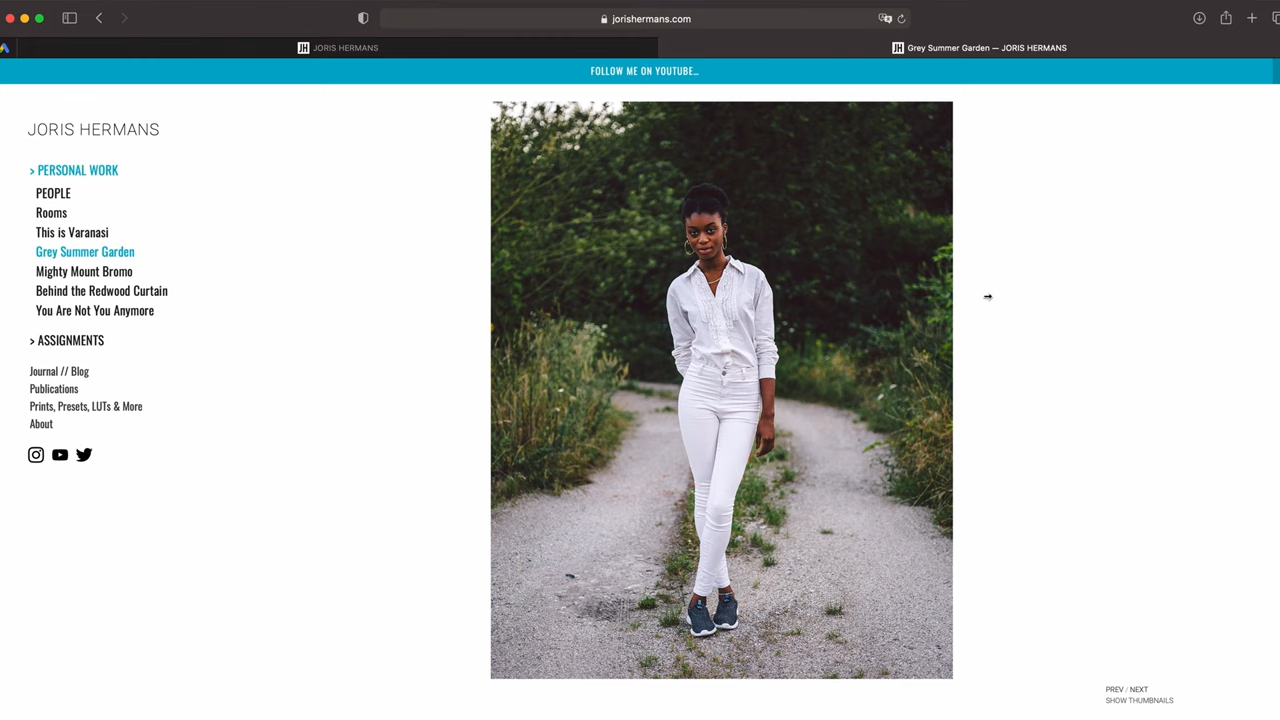 jorishermans.com
JH JORIS HERMANS
JH Grey Summer Garden — JORIS HERMANS
FOLLOW ME ON YOUTUBE...
JORIS HERMANS
> PERSONAL WORK
PEOPLE
Rooms
This is Varanasi
Grey Summer Garden
Mighty Mount Bromo
Behind the Redwood Curtain
You Are Not You Anymore
> ASSIGNMENTS
Journal // Blog
Publications
Prints, Presets, LUTs & More
About
PREV / NEXT
SHOW THUMBNAILS